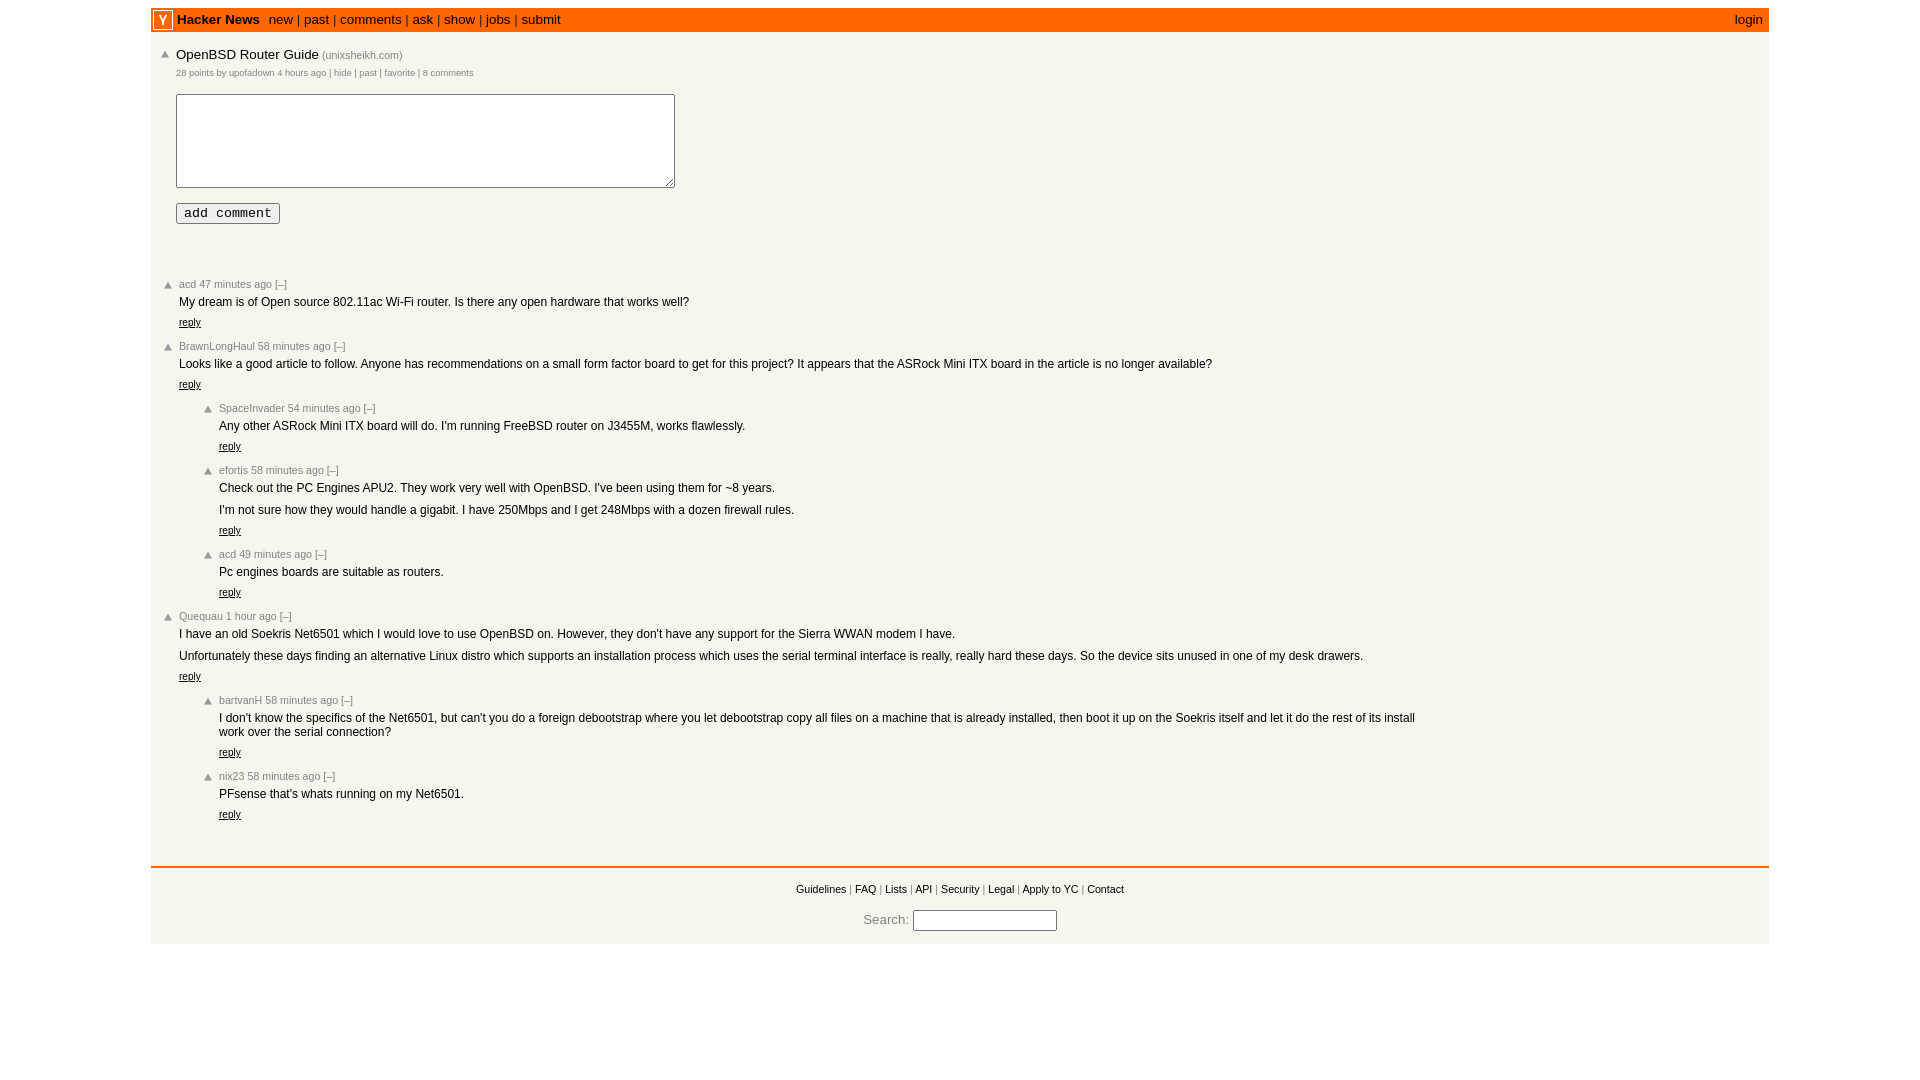 Y Hacker News new | past | comments | ask | show | jobs | submit login
OpenBSD Router Guide (unixsheikh.com)
28 points by upofadown 4 hours ago | hide | past | favorite | 8 comments
add comment
acd 47 minutes ago [–]
My dream is of Open source 802.11ac Wi-Fi router. Is there any open hardware that works well?
reply
BrawnLongHaul 58 minutes ago [–]
Looks like a good article to follow. Anyone has recommendations on a small form factor board to get for this project? It appears that the ASRock Mini ITX board in the article is no longer available?
reply
SpaceInvader 54 minutes ago [–]
Any other ASRock Mini ITX board will do. I'm running FreeBSD router on J3455M, works flawlessly.
reply
efortis 58 minutes ago [–]
Check out the PC Engines APU2. They work very well with OpenBSD. I've been using them for ~8 years.
I'm not sure how they would handle a gigabit. I have 250Mbps and I get 248Mbps with a dozen firewall rules.
reply
acd 49 minutes ago [–]
Pc engines boards are suitable as routers.
reply
Quequau 1 hour ago [–]
I have an old Soekris Net6501 which I would love to use OpenBSD on. However, they don't have any support for the Sierra WWAN modem I have.
Unfortunately these days finding an alternative Linux distro which supports an installation process which uses the serial terminal interface is really, really hard these days. So the device sits unused in one of my desk drawers.
reply
bartvanH 58 minutes ago [–]
I don't know the specifics of the Net6501, but can't you do a foreign debootstrap where you let debootstrap copy all files on a machine that is already installed, then boot it up on the Soekris itself and let it do the rest of its install
work over the serial connection?
reply
nix23 58 minutes ago [–]
PFsense that's whats running on my Net6501.
reply
Guidelines | FAQ | Lists | API | Security | Legal | Apply to YC | Contact
Search: